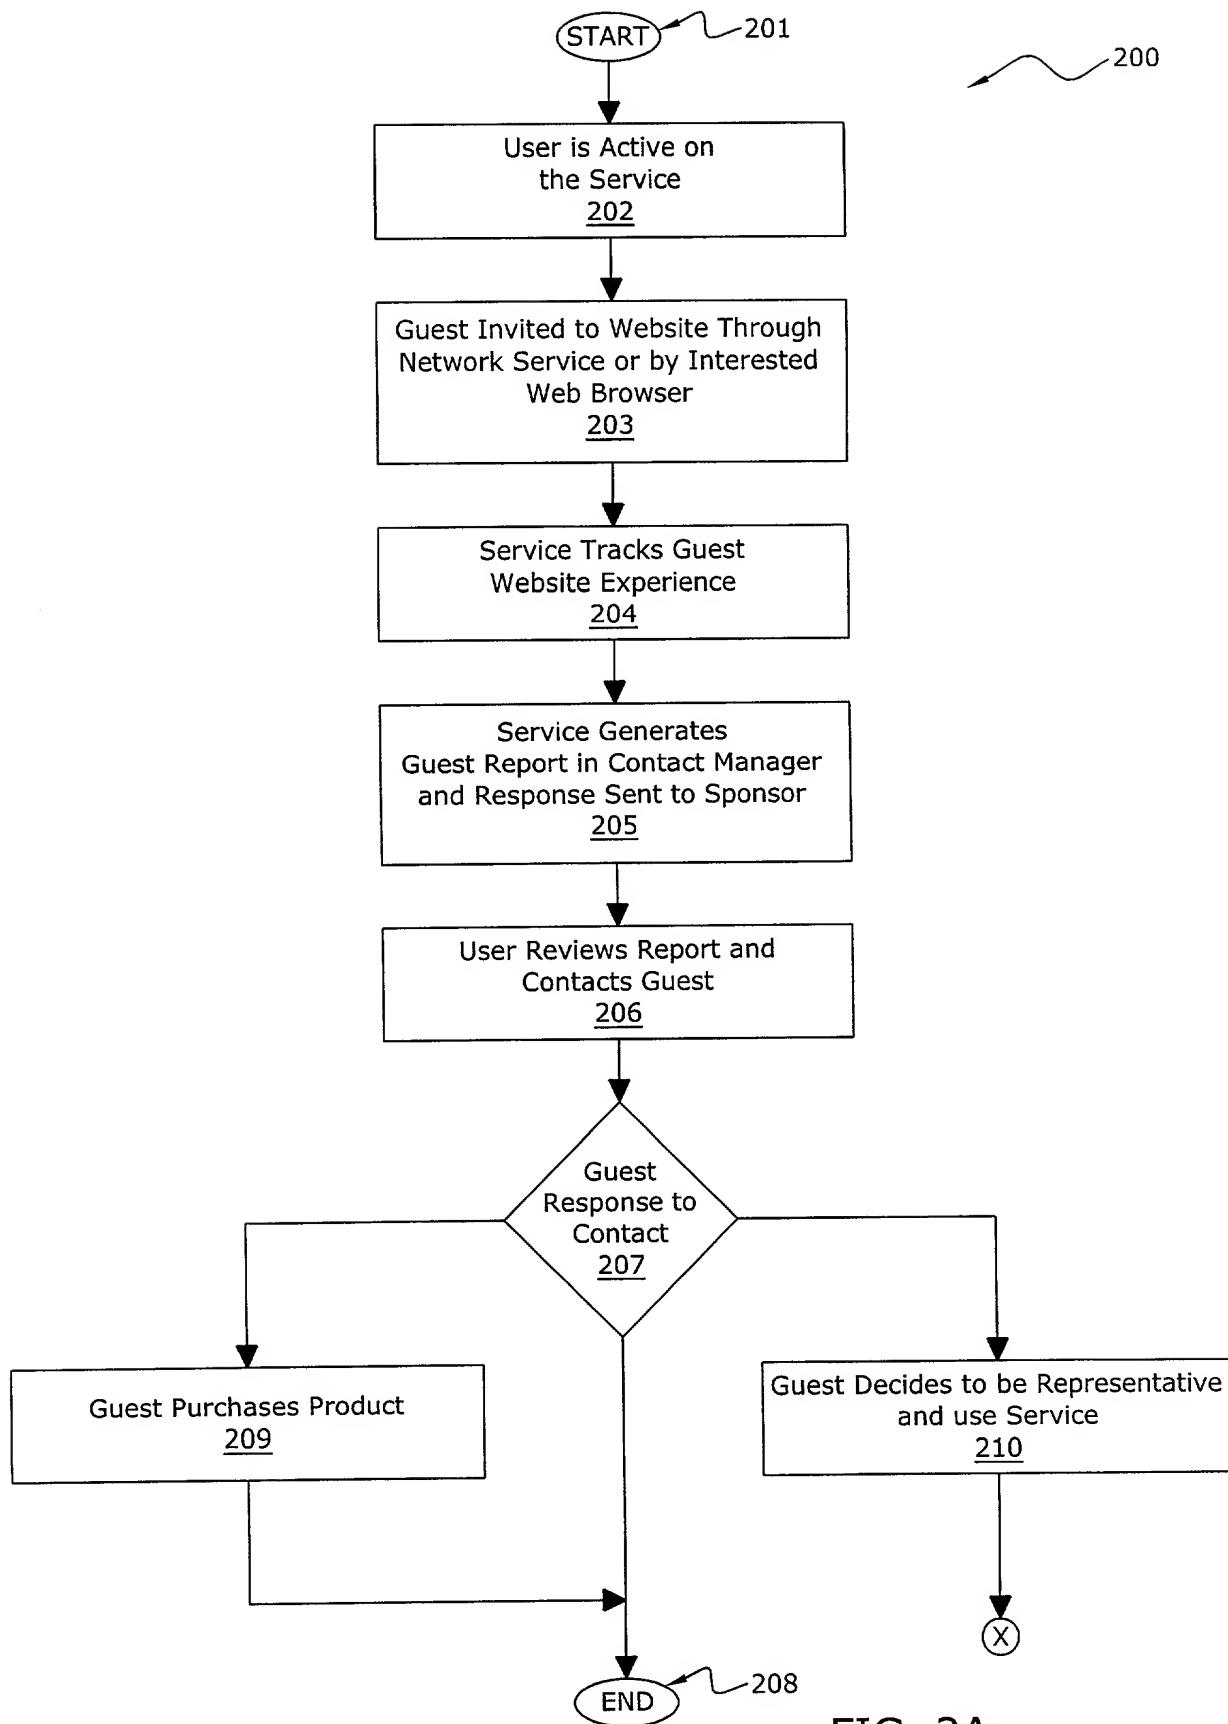 START
201
200
User is Active on
the Service
202
Guest Invited to Website Through
Network Service or by Interested
Web Browser
203
Service Tracks Guest
Website Experience
204
Service Generates
Guest Report in Contact Manager
and Response Sent to Sponsor
205
User Reviews Report and
Contacts Guest
206
Guest
Response to
Contact
207
Guest Purchases Product
209
Guest Decides to be Representative
and use Service
210
X
END
208
FIG. 2A